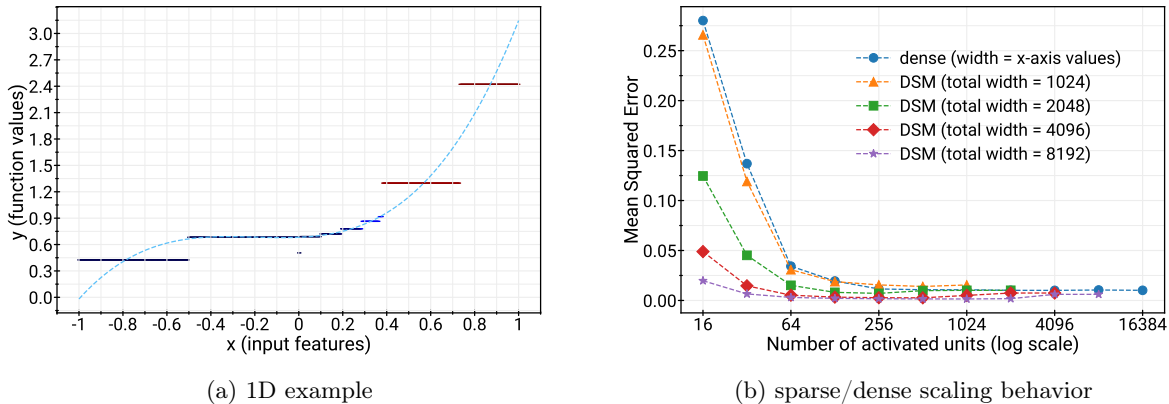 3.0
2.7
2.4
2.1
1.8
1.5
1.2
0.9
0.6
0.3
0.0
y (function values)
-1 -0.8 -0.6 -0.4 -0.2 0 0.2 0.4 0.6 0.8 1
x (input features)
(a) 1D example
0.25
0.20
0.15
0.10
0.05
0.00
Mean Squared Error
dense (width = x-axis values)
DSM (total width = 1024)
DSM (total width = 2048)
DSM (total width = 4096)
DSM (total width = 8192)
16 64 256 1024 4096 16384
Number of activated units (log scale)
(b) sparse/dense scaling behavior